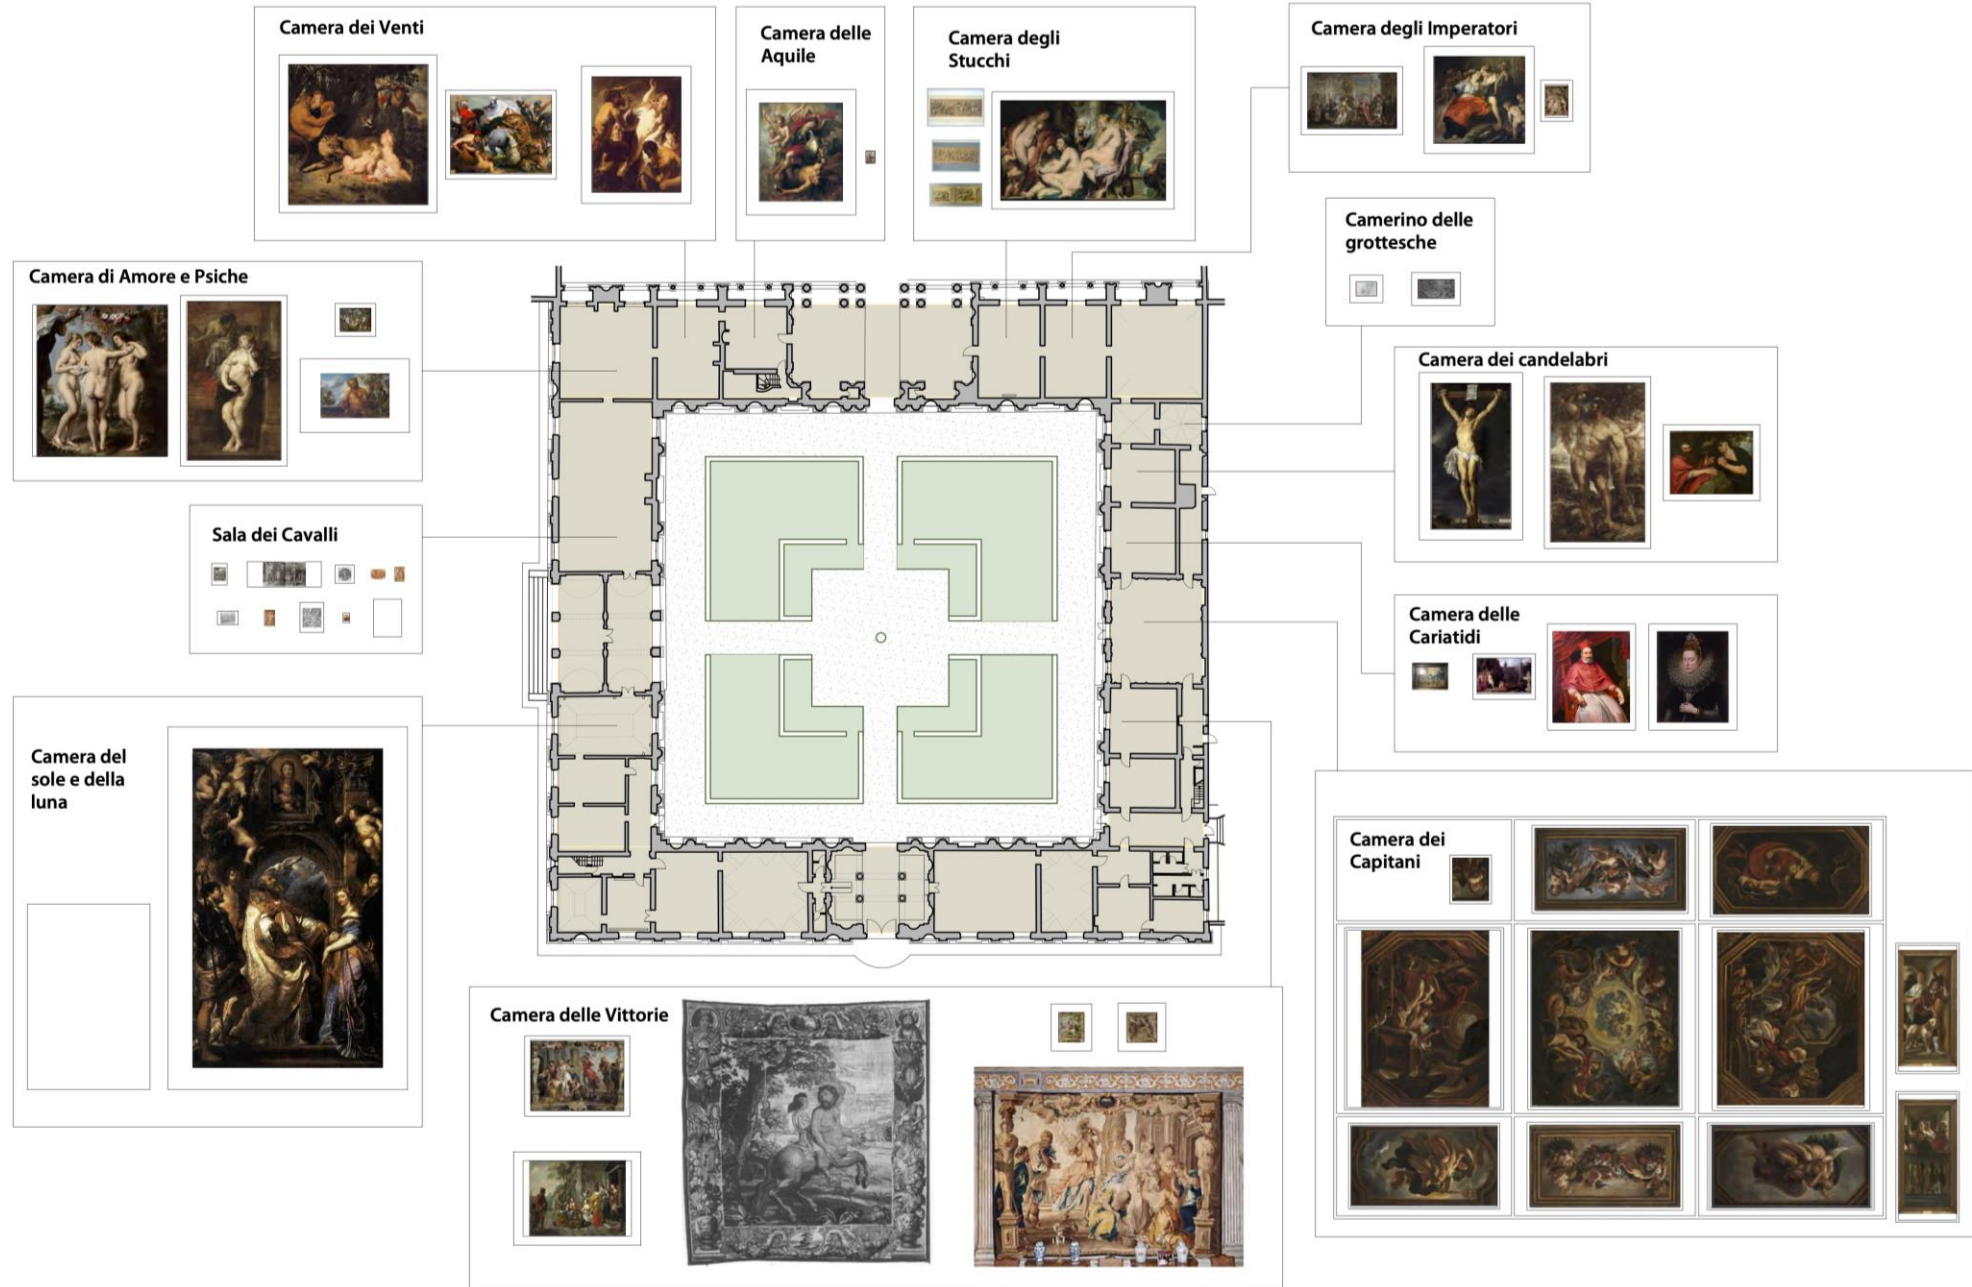 Camera dei Venti
Camera delle
Aquile
Camera degli
Stucchi
Camera degli Imperatori
Camerino delle
grottesche
Camera di Amore e Psiche
Camera dei candelabri
Sala dei Cavalli
Camera delle
Cariatidi
Camera del
sole e della
luna
Camera dei
Capitani
Camera delle Vittorie